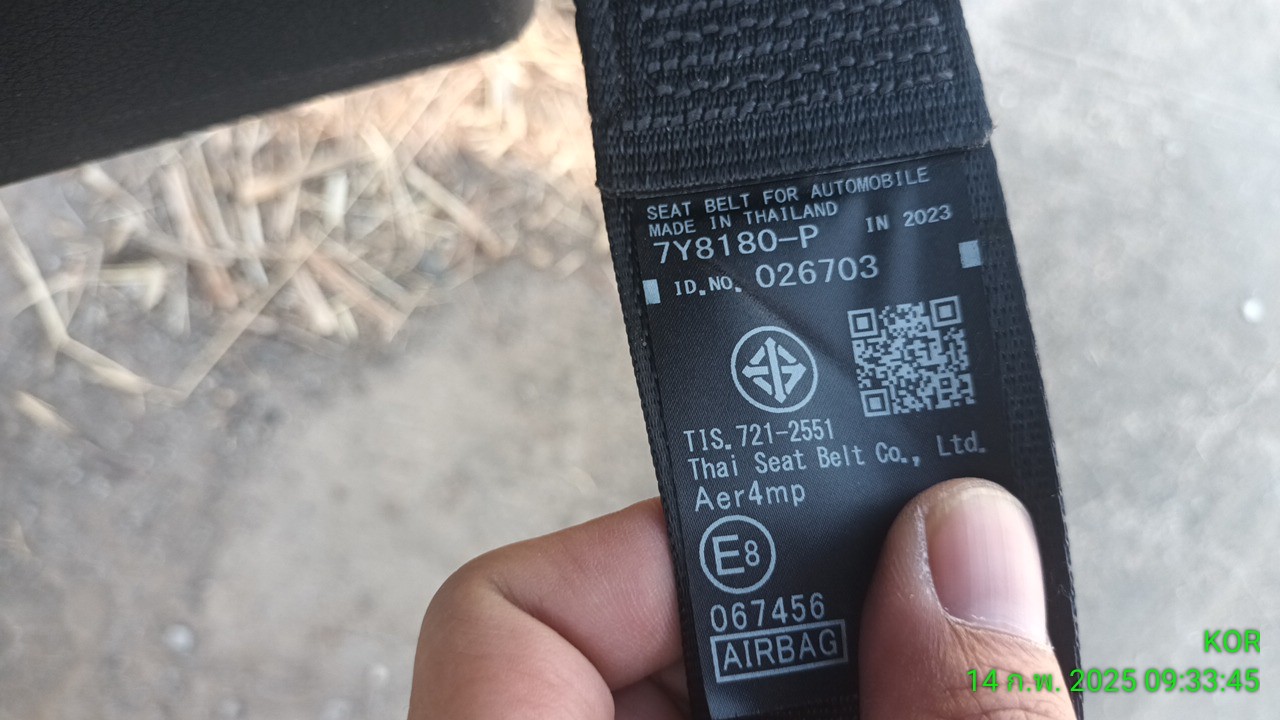 SEAT BELT FOR AUTOMOBILE
MADE IN THAILAND IN 2023
7Y8180-P
ID.NO. 026703
TIS.721-2551
Thai Seat Belt Co., Ltd.
Aer4mp
E8
067456
AIRBAG
KOR
14 ก.พ. 2025 09:33:45